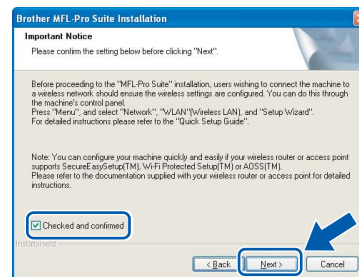 Brother MFL-Pro Suite Installation
Important Notice
Please confirm the setting below before clicking "Next".
Before proceeding to the "MFL-Pro Suite" installation, users wishing to connect the machine to
a wireless network should ensure the wireless settings are configured. You can do this through
the machine's control panel.
Press "Menu", and select "Network", "WLAN"(Wireless LAN), and "Setup Wizard".
For detailed instructions please refer to the "Quick Setup Guide".
Note: You can configure your machine quickly and easily if your wireless router or access point
supports SecureEasySetup(TM), Wi-Fi Protected Setup(TM) or AOSS(TM).
Please refer to the documentation supplied with your wireless router or access point for detailed
instructions.
Checked and confirmed
InstallShield
< Back Next > Cancel